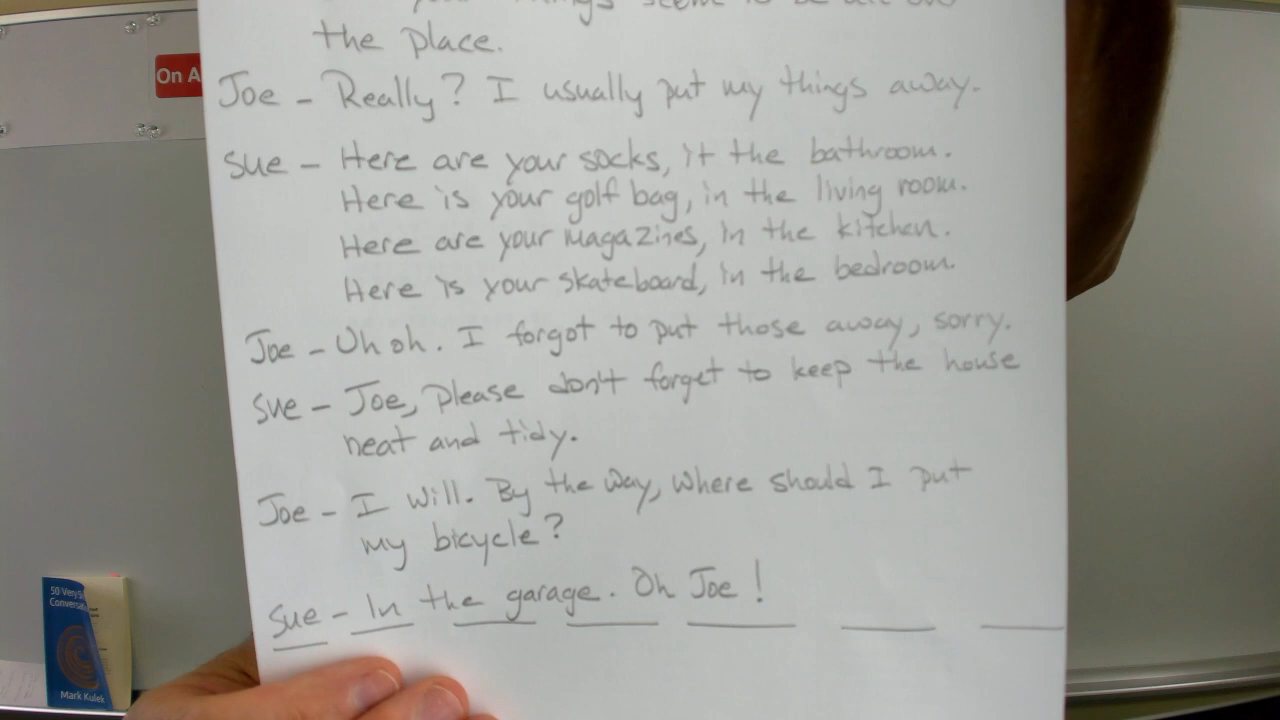 the place.
Joe - Really? I usually put my things away.
Sue - Here are your socks, it the bathroom.
Here is your golf bag, in the living room.
Here are your magazines, in the kitchen.
Here is your skateboard, in the bedroom.
Joe - Uh oh. I forgot to put those away, sorry.
Sue - Joe, Please don't forget to keep the house
neat and tidy.
Joe - I will. By the way, where should I put
my bicycle?
Sue - In the garage. Oh Joe!
On A
50 Very
Conversa
Mark Kulek